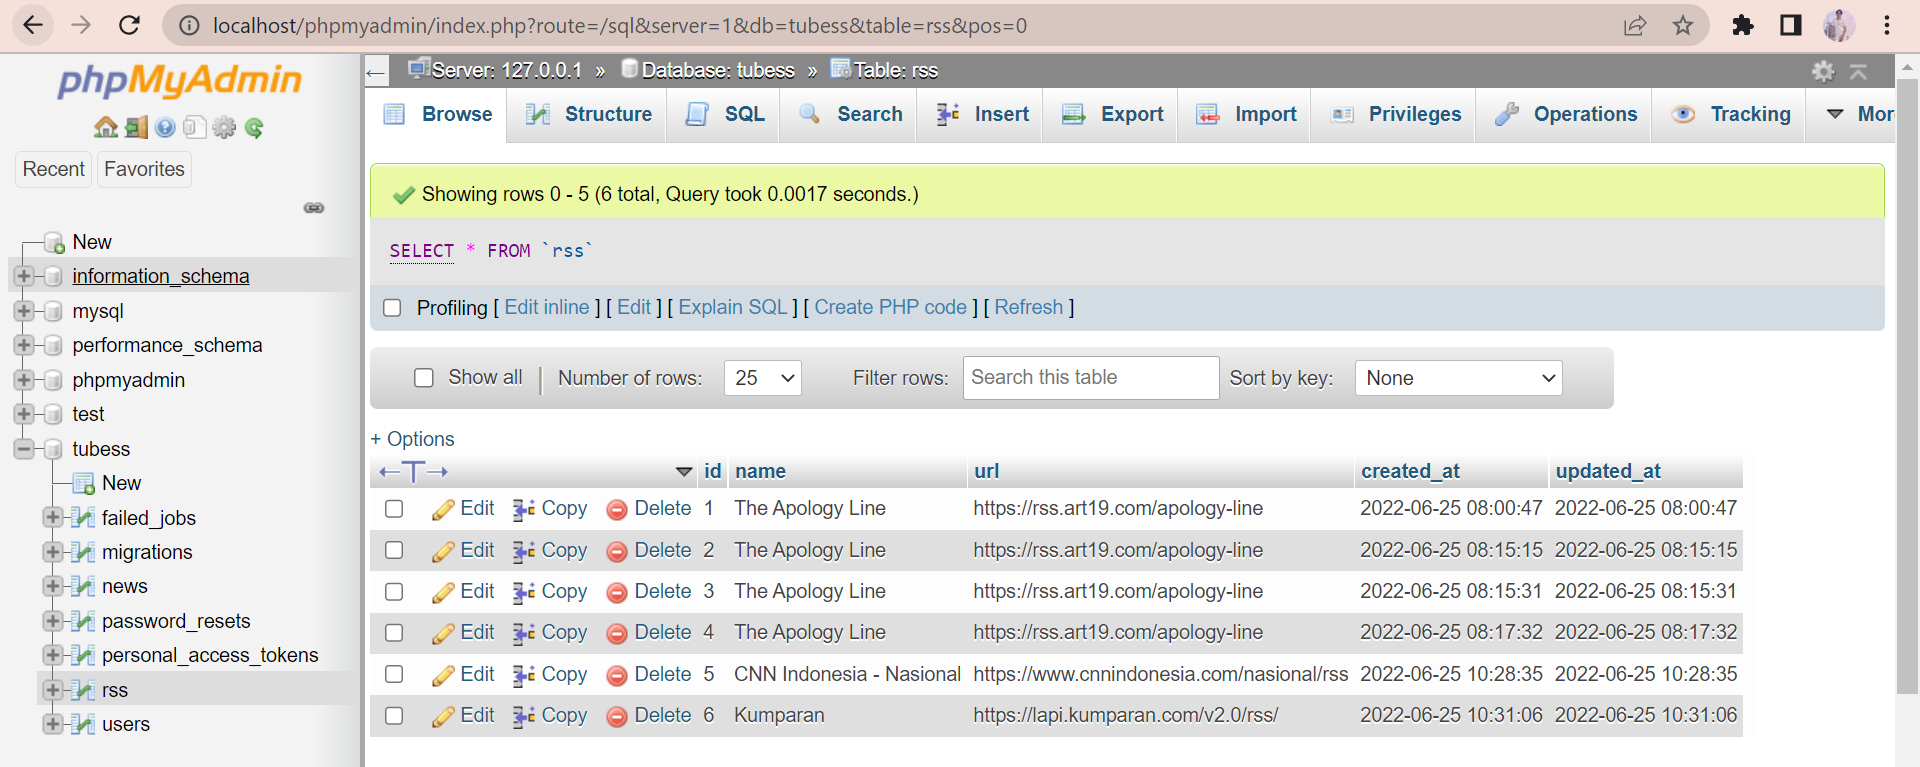 localhost/phpmyadmin/index.php?route=/sql&server=1&db=tubess&table=rss&pos=0
phpMyAdmin
Recent Favorites
New
information_schema
mysql
performance_schema
phpmyadmin
test
tubess
New
failed_jobs
migrations
news
password_resets
personal_access_tokens
rss
users
Server: 127.0.0.1 » Database: tubess » Table: rss
Browse Structure SQL Search Insert Export Import Privileges Operations Tracking Mor
Showing rows 0 - 5 (6 total, Query took 0.0017 seconds.)
SELECT * FROM `rss`
Profiling [ Edit inline ] [ Edit ] [ Explain SQL ] [ Create PHP code ] [ Refresh ]
Show all | Number of rows: 25 Filter rows: Search this table Sort by key: None
+ Options
←T→ id name url created_at updated_at
Edit Copy Delete 1 The Apology Line https://rss.art19.com/apology-line 2022-06-25 08:00:47 2022-06-25 08:00:47
Edit Copy Delete 2 The Apology Line https://rss.art19.com/apology-line 2022-06-25 08:15:15 2022-06-25 08:15:15
Edit Copy Delete 3 The Apology Line https://rss.art19.com/apology-line 2022-06-25 08:15:31 2022-06-25 08:15:31
Edit Copy Delete 4 The Apology Line https://rss.art19.com/apology-line 2022-06-25 08:17:32 2022-06-25 08:17:32
Edit Copy Delete 5 CNN Indonesia - Nasional https://www.cnnindonesia.com/nasional/rss 2022-06-25 10:28:35 2022-06-25 10:28:35
Edit Copy Delete 6 Kumparan https://lapi.kumparan.com/v2.0/rss/ 2022-06-25 10:31:06 2022-06-25 10:31:06